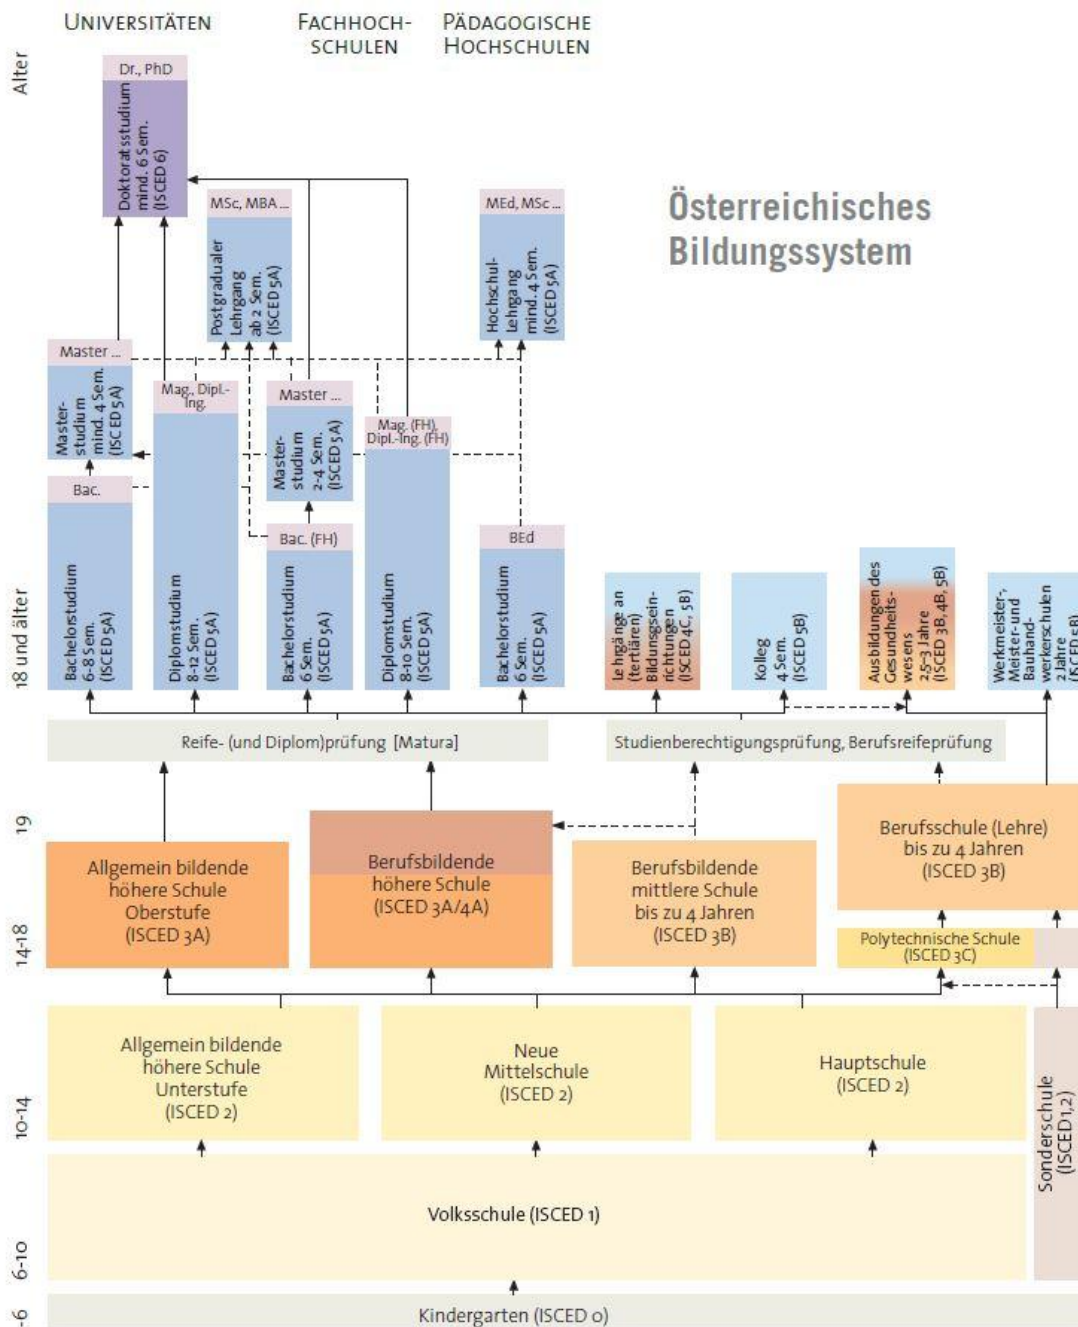 UNIVERSITÄTEN
FACHHOCH-
SCHULEN
PÄDAGOGISCHE
HOCHSCHULEN
Österreichisches
Bildungssystem
Alter
18 und älter
19
14-18
10-14
6-10
-6
Dr., PhD
Doktoratsstudium
mind. 6 Sem.
(ISCED 6)
MSc, MBA ...
Postgradualer
Lehrgang
ab 2 Sem.
(ISCED 5A)
MEd, MSc ...
Hochschul-
Lehrgang
mind. 4 Sem.
(ISCED 5A)
Master ...
Master-
studium
mind. 4 Sem.
(ISCED 5A)
Mag., Dipl.-
Ing.
Diplomstudium
8-12 Sem.
(ISCED 5A)
Master ...
Master-
studium
2-4 Sem.
(ISCED 5A)
Mag. (FH),
Dipl.-Ing. (FH)
Diplomstudium
8-10 Sem.
(ISCED 5A)
Bac.
Bachelorstudium
6-8 Sem.
(ISCED 5A)
Bac. (FH)
Bachelorstudium
6 Sem.
(ISCED 5A)
BEd
Bachelorstudium
6 Sem.
(ISCED 5A)
Lehrgänge an
(tertiären)
Bildungsein-
richtungen
(ISCED 4C, 5B)
Kolleg
4 Sem.
(ISCED 5B)
Ausbildungen des
Gesundheits-
wesens
2,5-3 Jahre
(ISCED 3B, 4B, 5B)
Werkmeister-,
Meister- und
Bauhand-
werkerschulen
2 Jahre
(ISCED 5B)
Reife- (und Diplom)prüfung [Matura]
Studienberechtigungsprüfung, Berufsreifeprüfung
Allgemein bildende
höhere Schule
Oberstufe
(ISCED 3A)
Berufsbildende
höhere Schule
(ISCED 3A/4A)
Berufsbildende
mittlere Schule
bis zu 4 Jahren
(ISCED 3B)
Berufsschule (Lehre)
bis zu 4 Jahren
(ISCED 3B)
Polytechnische Schule
(ISCED 3C)
Allgemein bildende
höhere Schule
Unterstufe
(ISCED 2)
Neue
Mittelschule
(ISCED 2)
Hauptschule
(ISCED 2)
Sonderschule
(ISCED 1,2)
Volksschule (ISCED 1)
Kindergarten (ISCED 0)